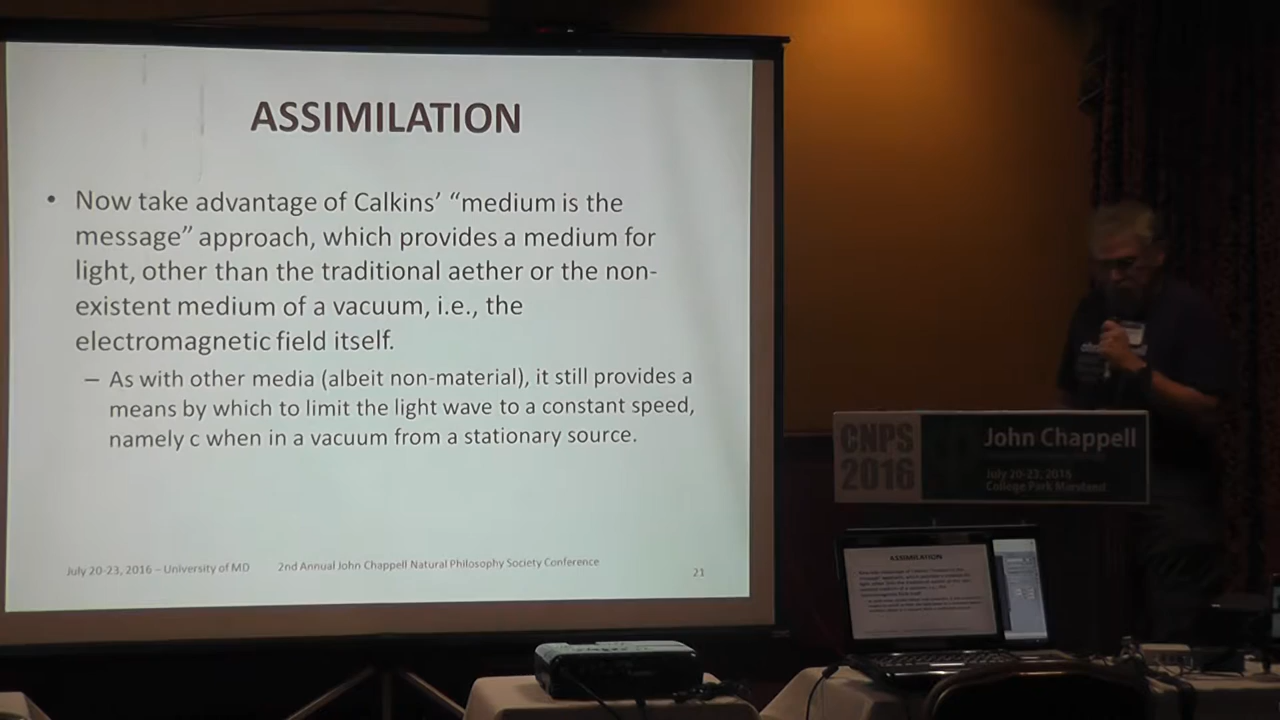 ASSIMILATION
• Now take advantage of Calkins’ “medium is the
message” approach, which provides a medium for
light, other than the traditional aether or the non-
existent medium of a vacuum, i.e., the
electromagnetic field itself.
– As with other media (albeit non-material), it still provides a
means by which to limit the light wave to a constant speed,
namely c when in a vacuum from a stationary source.
July 20-23, 2016 – University of MD 2nd Annual John Chappell Natural Philosophy Society Conference 21
CNPS
2016
John Chappell
July 20-23, 2016
College Park Maryland
ASSIMILATION